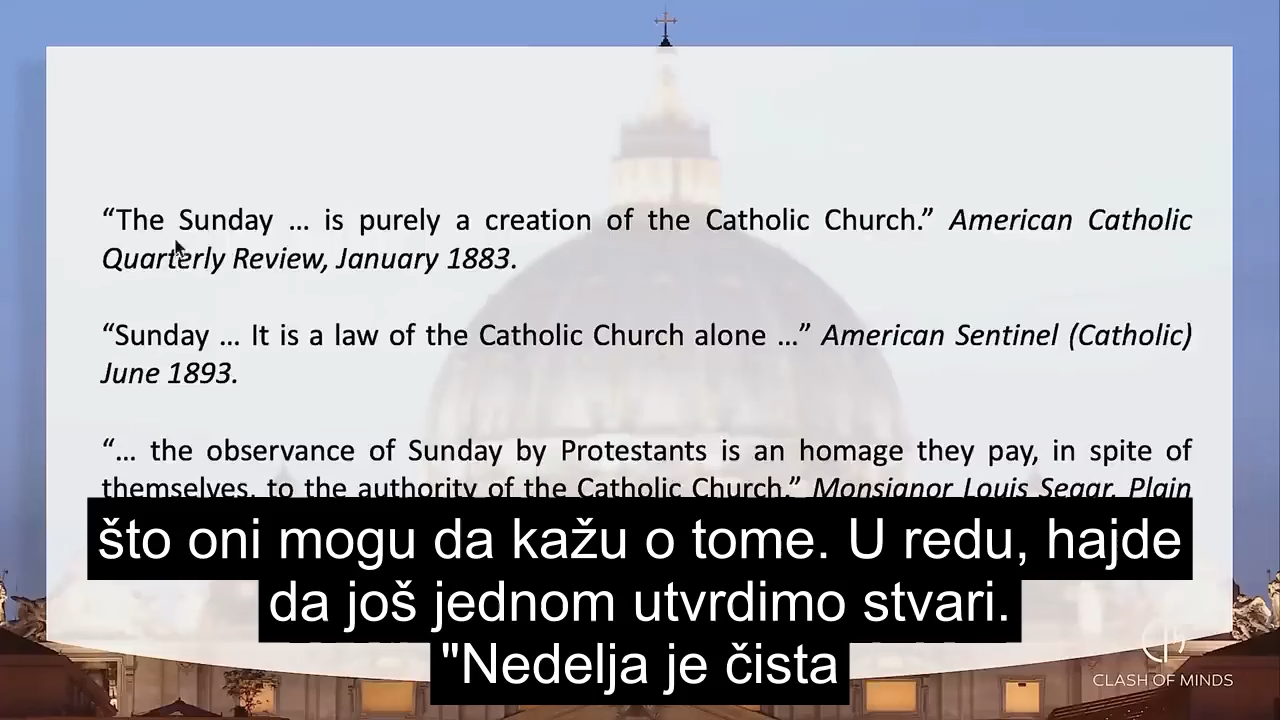 “The Sunday … is purely a creation of the Catholic Church.” American Catholic
Quarterly Review, January 1883.
“Sunday … It is a law of the Catholic Church alone …” American Sentinel (Catholic)
June 1893.
“… the observance of Sunday by Protestants is an homage they pay, in spite of
themselves, to the authority of the Catholic Church.” Monsignor Louis Segar, Plain
što oni mogu da kažu o tome. U redu, hajde
da još jednom utvrdimo stvari.
"Nedelja je čista
CLASH OF MINDS